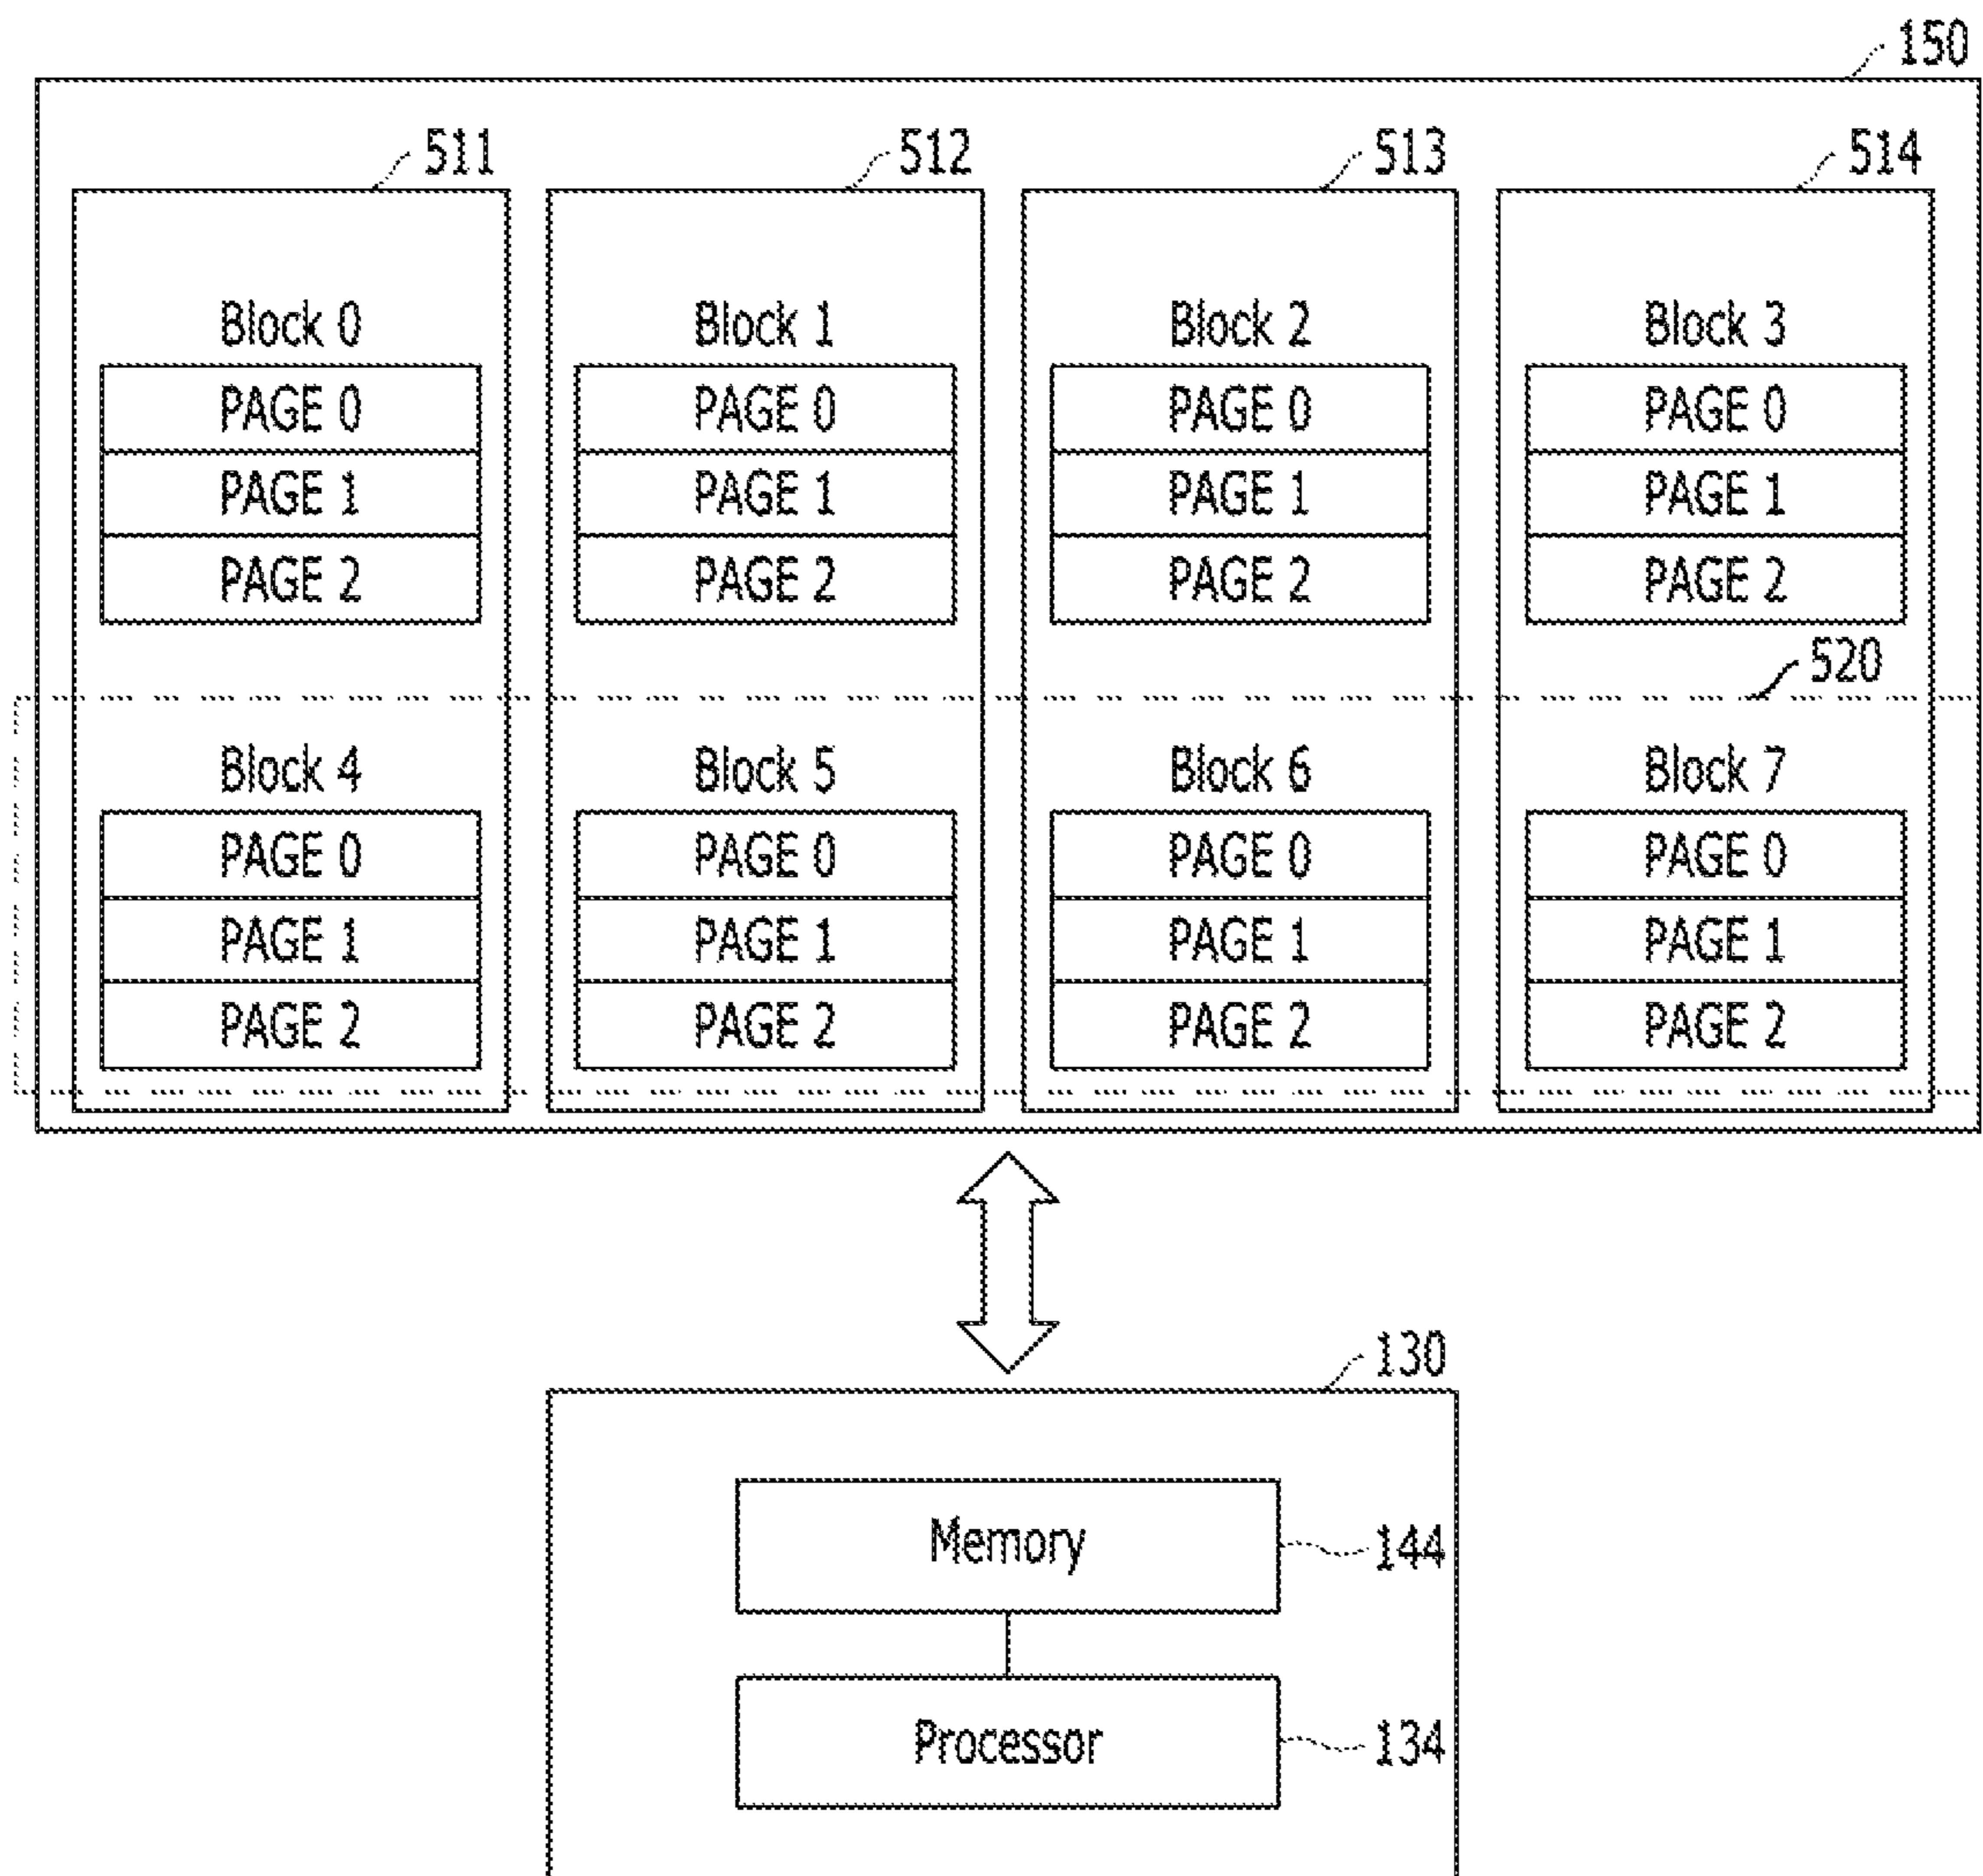 150
511 512 513 514
Block 0 Block 1 Block 2 Block 3
PAGE 0 PAGE 0 PAGE 0 PAGE 0
PAGE 1 PAGE 1 PAGE 1 PAGE 1
PAGE 2 PAGE 2 PAGE 2 PAGE 2
520
Block 4 Block 5 Block 6 Block 7
PAGE 0 PAGE 0 PAGE 0 PAGE 0
PAGE 1 PAGE 1 PAGE 1 PAGE 1
PAGE 2 PAGE 2 PAGE 2 PAGE 2
130
Memory 144
Processor 134